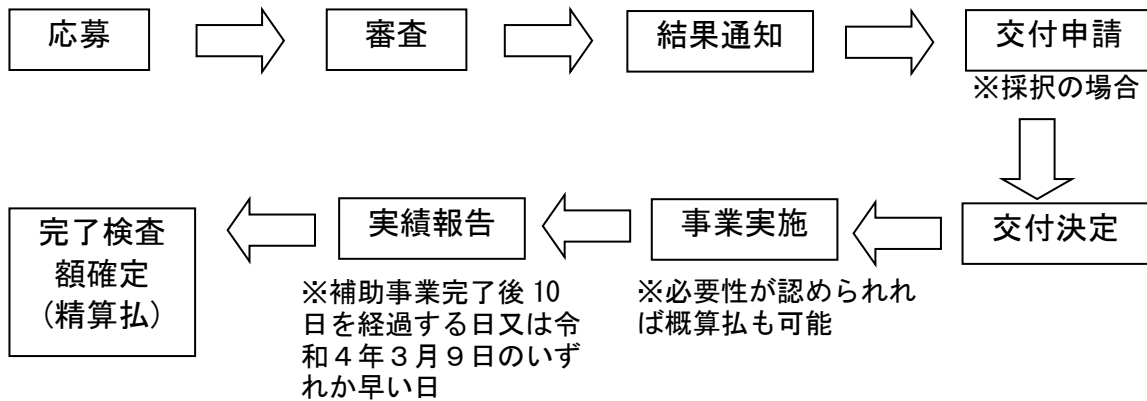 応募
審査
結果通知
交付申請
※採択の場合
交付決定
事業実施
※必要性が認められれ
ば概算払も可能
実績報告
※補助事業完了後 10
日を経過する日又は令
和４年３月９日のいず
れか早い日
完了検査
額確定
(精算払)